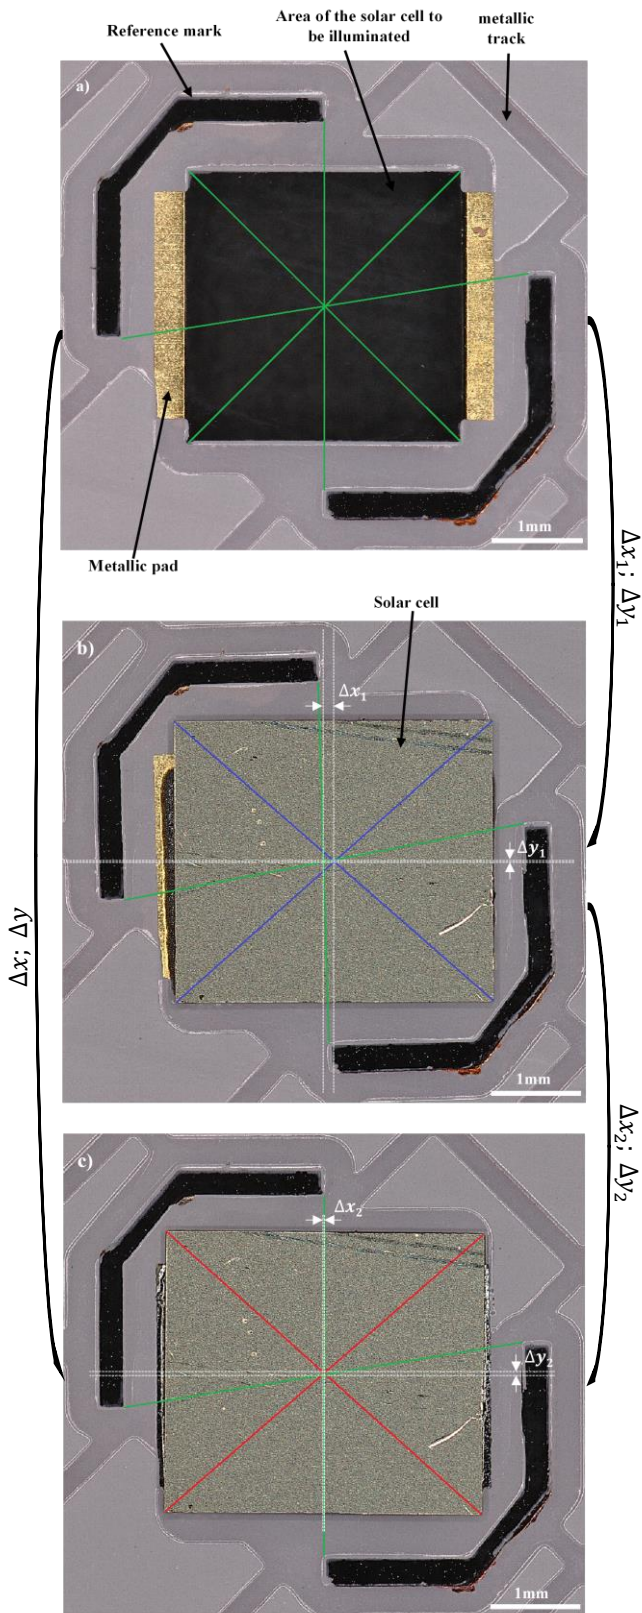 Reference mark
Area of the solar cell to
be illuminated
metallic
track
a)
1mm
Metallic pad
Δx₁; Δy₁
Solar cell
b)
Δx₁
Δy₁
1mm
Δx; Δy
Δx₂; Δy₂
c)
Δx₂
Δy₂
1mm